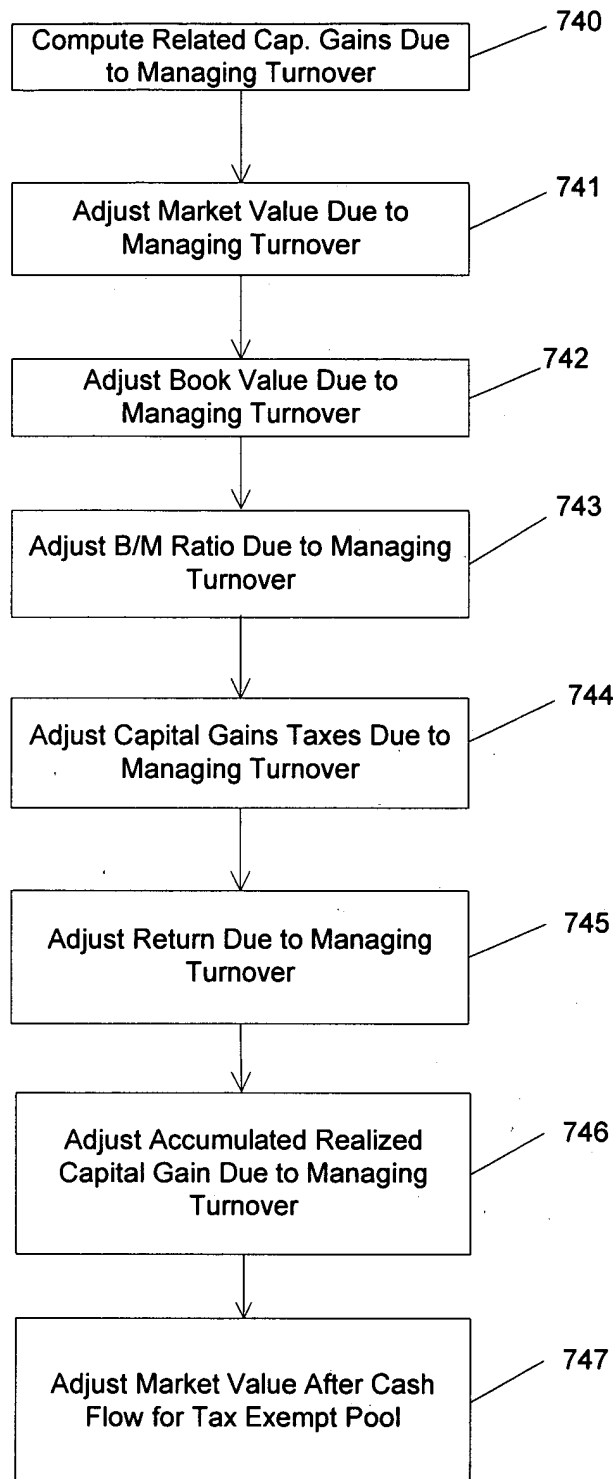 740
Compute Related Cap. Gains Due
to Managing Turnover
741
Adjust Market Value Due to
Managing Turnover
742
Adjust Book Value Due to
Managing Turnover
743
Adjust B/M Ratio Due to Managing
Turnover
744
Adjust Capital Gains Taxes Due to
Managing Turnover
745
Adjust Return Due to Managing
Turnover
746
Adjust Accumulated Realized
Capital Gain Due to Managing
Turnover
747
Adjust Market Value After Cash
Flow for Tax Exempt Pool